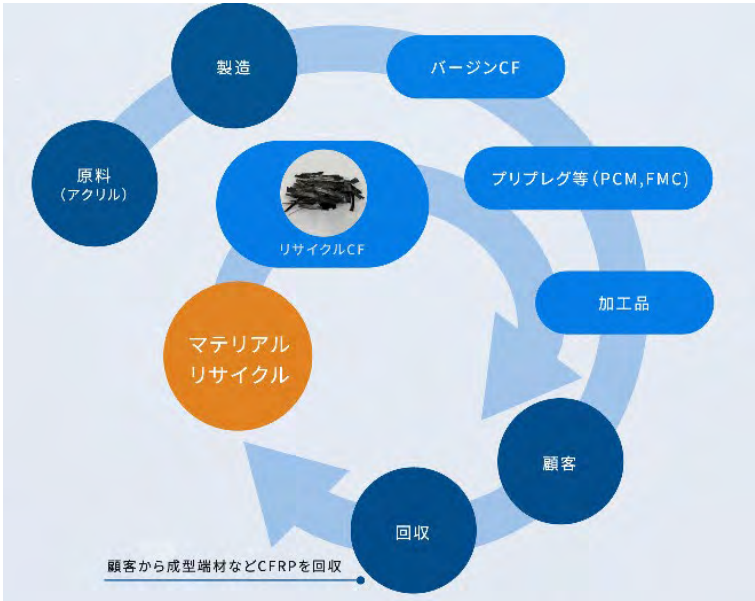 製造
バージンCF
原料
(アクリル)
プリプレグ等(PCM,FMC)
リサイクルCF
加工品
マテリアル
リサイクル
顧客
回収
顧客から成型端材などCFRPを回収